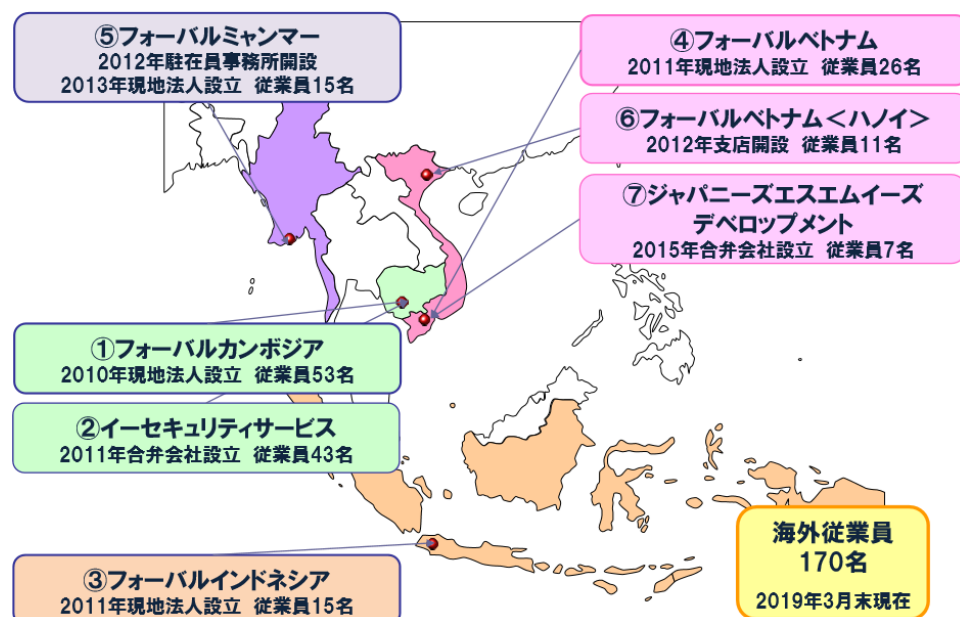 ⑤フォーバルミャンマー
2012年駐在員事務所開設
2013年現地法人設立 従業員15名
④フォーバルベトナム
2011年現地法人設立 従業員26名
⑥フォーバルベトナム<ハノイ>
2012年支店開設 従業員11名
⑦ジャパニーズエスエムイーズ
デベロップメント
2015年合弁会社設立 従業員7名
①フォーバルカンボジア
2010年現地法人設立 従業員53名
②イーセキュリティサービス
2011年合弁会社設立 従業員43名
③フォーバルインドネシア
2011年現地法人設立 従業員15名
海外従業員
170名
2019年3月末現在